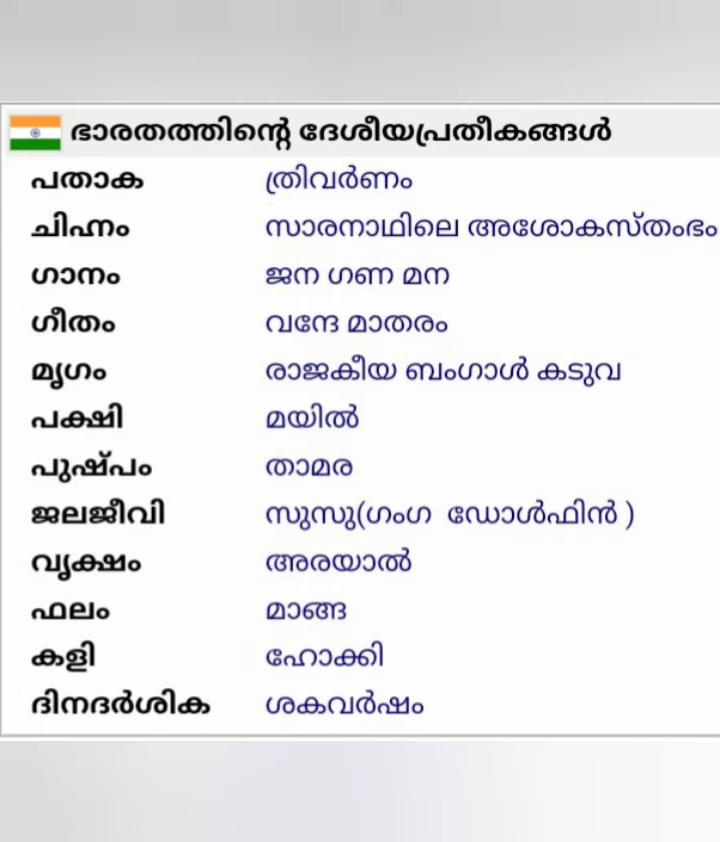 ഭാരതത്തിന്റെ ദേശീയപ്രതീകങ്ങൾ
പതാക ത്രിവർണം
ചിഹ്നം സാരനാഥിലെ അശോകസ്തംഭം
ഗാനം ജന ഗണ മന
ഗീതം വന്ദേ മാതരം
മൃഗം രാജകീയ ബംഗാൾ കടുവ
പക്ഷി മയിൽ
പുഷ്പം താമര
ജലജീവി സുസു(ഗംഗ ഡോൾഫിൻ )
വൃക്ഷം അരയാൽ
ഫലം മാങ്ങ
കളി ഹോക്കി
ദിനദർശിക ശകവർഷം